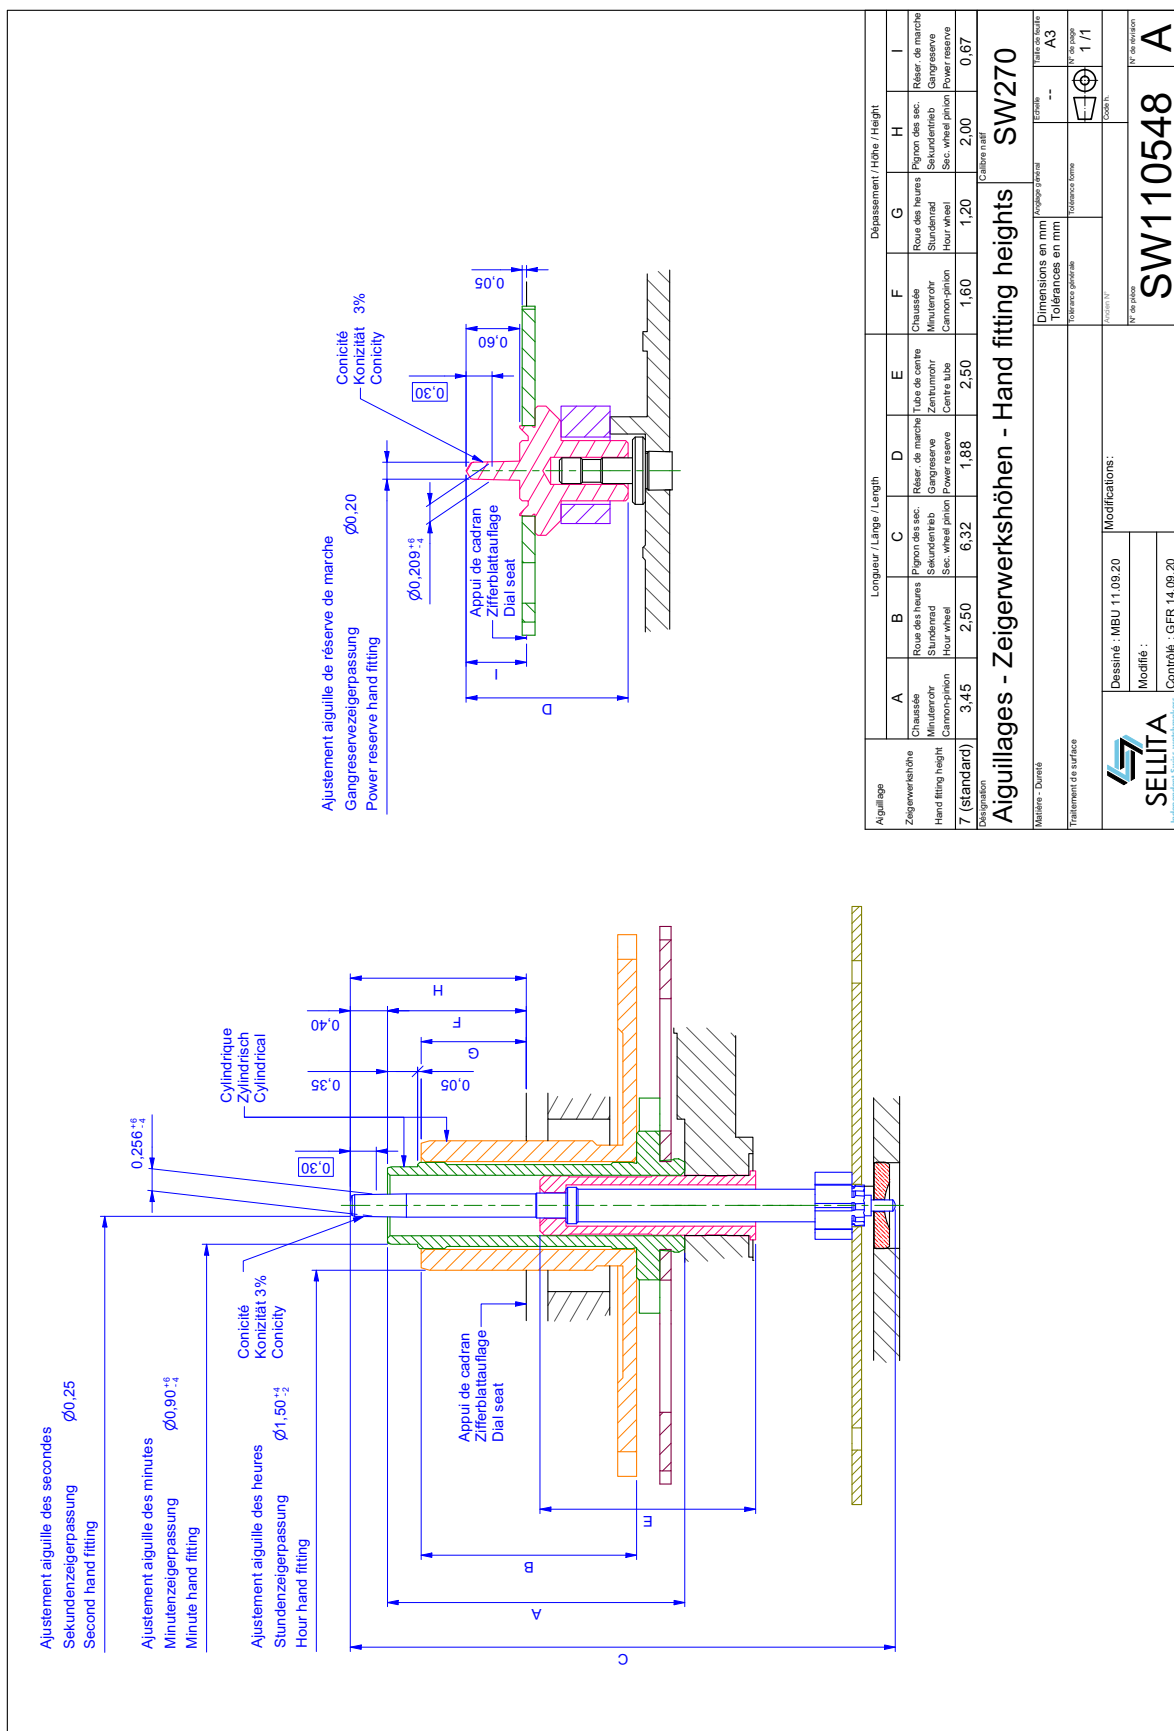 Ajustement aiguille des secondes
Sekundenzeigerpassung Ø0,25
Second hand fitting
Ajustement aiguille des minutes
Minutenzeigerpassung Ø0,90 +6 -4
Minute hand fitting
Ajustement aiguille des heures
Stundenzeigerpassung Ø1,50 +4 -2
Hour hand fitting
Conicité
Konizität 3%
Conicity
0,256 +6 -4
Cylindrique
Zylindrisch
Cylindrical
0,30
0,35
0,05
0,40
H
F
G
Appui de cadran
Zifferblattauflage
Dial seat
E
B
A
C
Ajustement aiguille de réserve de marche
Gangreservezeigerpassung Ø0,20
Power reserve hand fitting
Ø0,209 +6 -4
Conicité
Konizität 3%
Conicity
0,30
0,60
0,05
Appui de cadran
Zifferblattauflage
Dial seat
I
D
Aiguillage
Zeigerwerkshöhe
Hand fitting height
Longueur / Länge / Length
Dépassement / Höhe / Height
A B C D E F G H I
Chaussée Roue des heures Pignon des sec. Réser. de marche Tube de centre Chaussée Roue des heures Pignon des sec. Réser. de marche
Minutenrohr Stundenrad Sekundentrieb Gangreserve Zentrumrohr Minutenrohr Stundenrad Sekundentrieb Gangreserve
Cannon-pinion Hour wheel Sec. wheel pinion Power reserve Centre tube Cannon-pinion Hour wheel Sec. wheel pinion Power reserve
7 (standard) 3,45 2,50 6,32 1,88 2,50 1,60 1,20 2,00 0,67
Désignation
Aiguillages - Zeigerwerkshöhen - Hand fitting heights
Calibre natif
SW270
Matière - Dureté
Dimensions en mm
Tolérances en mm
Anglage général
Echelle
--
Taille de feuille
A3
Traitement de surface
Tolérance générale
Tolérance forme
N° de page
1 /1
SELLITA
Dessiné : MBU 11.09.20
Modifié :
Contrôlé : GFR 14.09.20
Modifications:
Ancien N°
Code h.
N° de pièce
SW110548
N° de révision
A